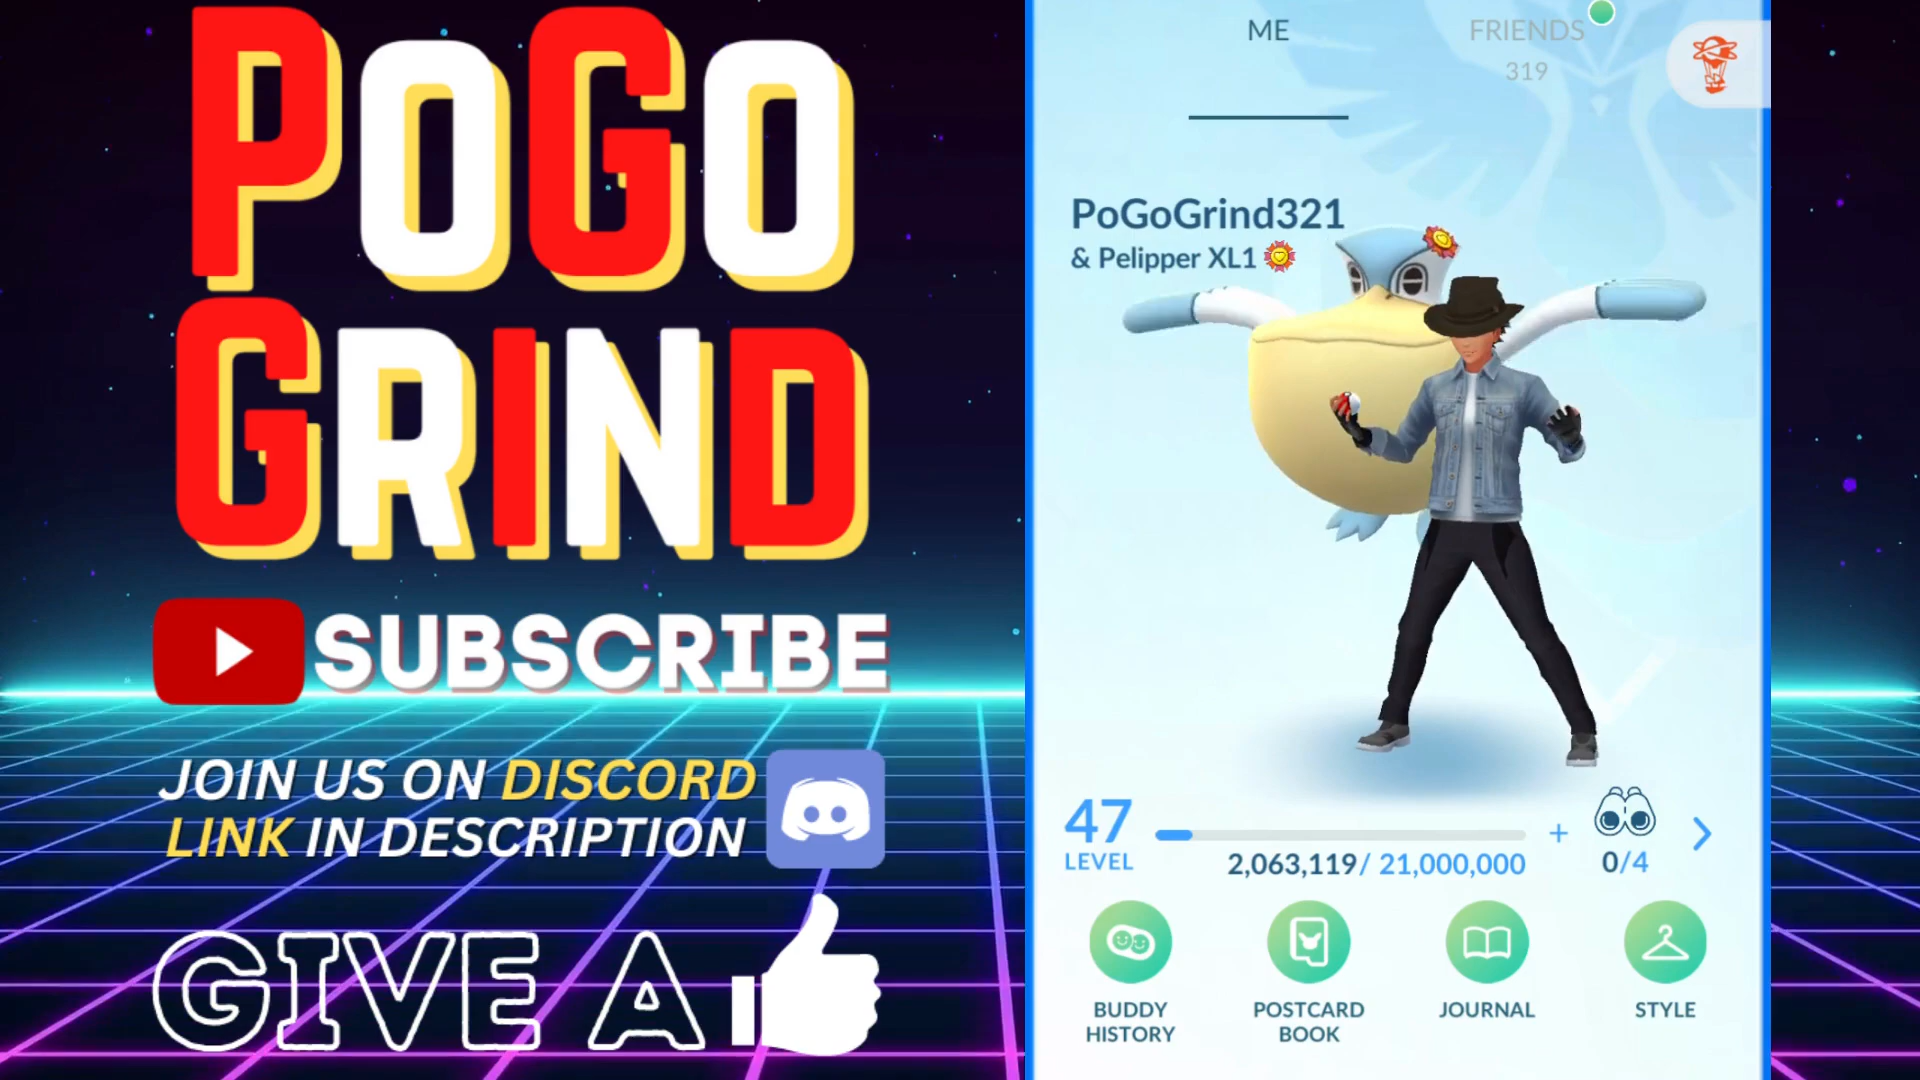 POGO
GRIND
SUBSCRIBE
JOIN US ON DISCORD
LINK IN DESCRIPTION
GIVE A
ME
FRIENDS
319
PoGoGrind321
& Pelipper XL1
47
LEVEL
2,063,119/ 21,000,000
+
0/4
BUDDY
HISTORY
POSTCARD
BOOK
JOURNAL
STYLE